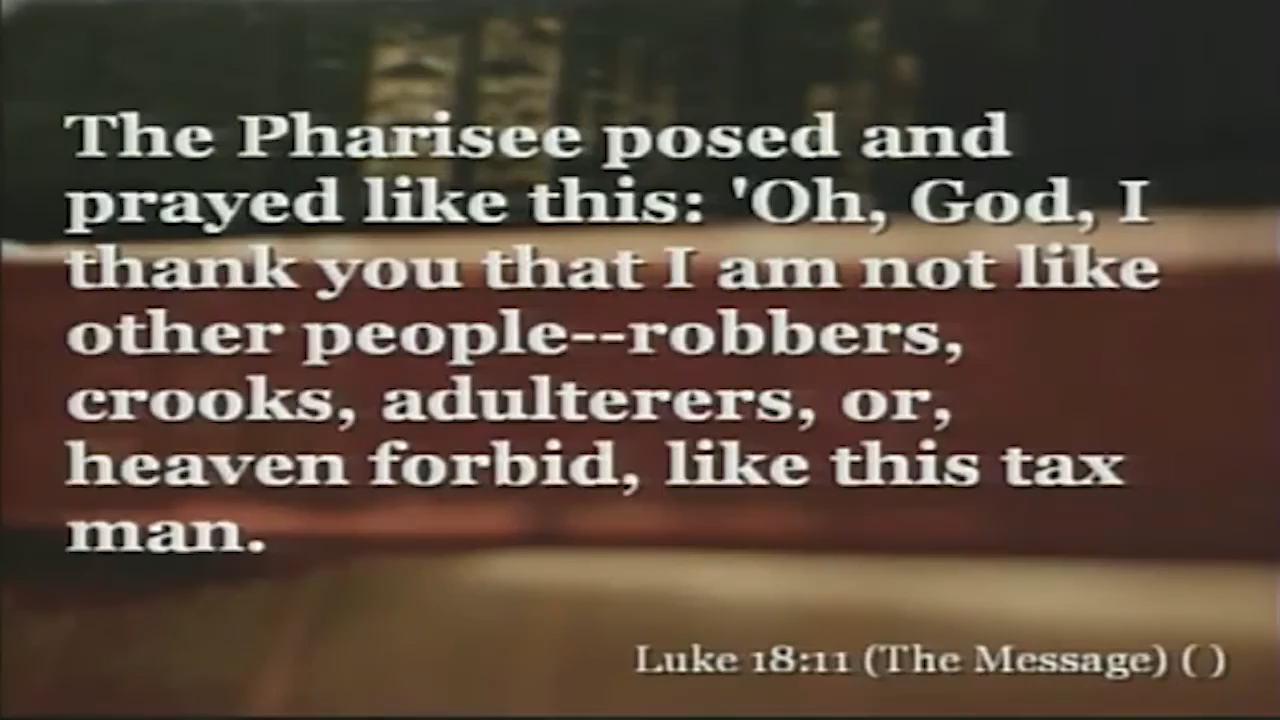 The Pharisee posed and
prayed like this: 'Oh, God, I
thank you that I am not like
other people--robbers,
crooks, adulterers, or,
heaven forbid, like this tax
man.
Luke 18:11 (The Message) ( )